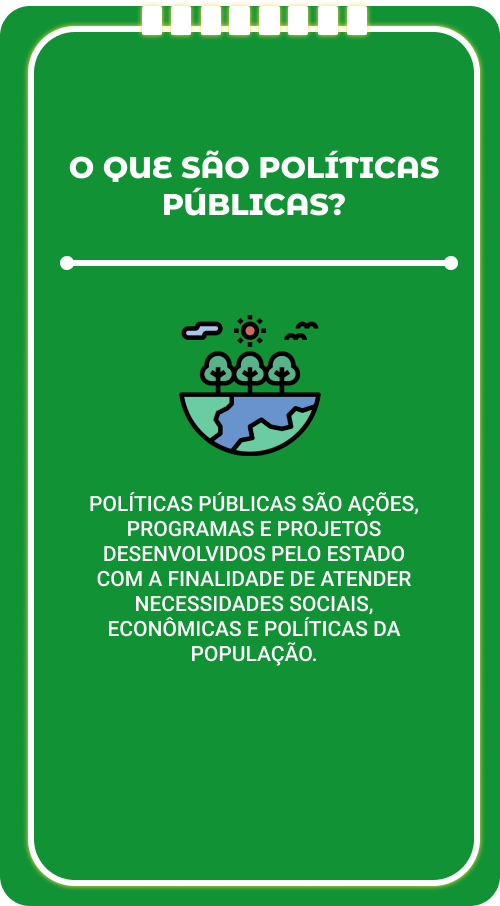 O QUE SÃO POLÍTICAS
PÚBLICAS?
POLÍTICAS PÚBLICAS SÃO AÇÕES,
PROGRAMAS E PROJETOS
DESENVOLVIDOS PELO ESTADO
COM A FINALIDADE DE ATENDER
NECESSIDADES SOCIAIS,
ECONÔMICAS E POLÍTICAS DA
POPULAÇÃO.